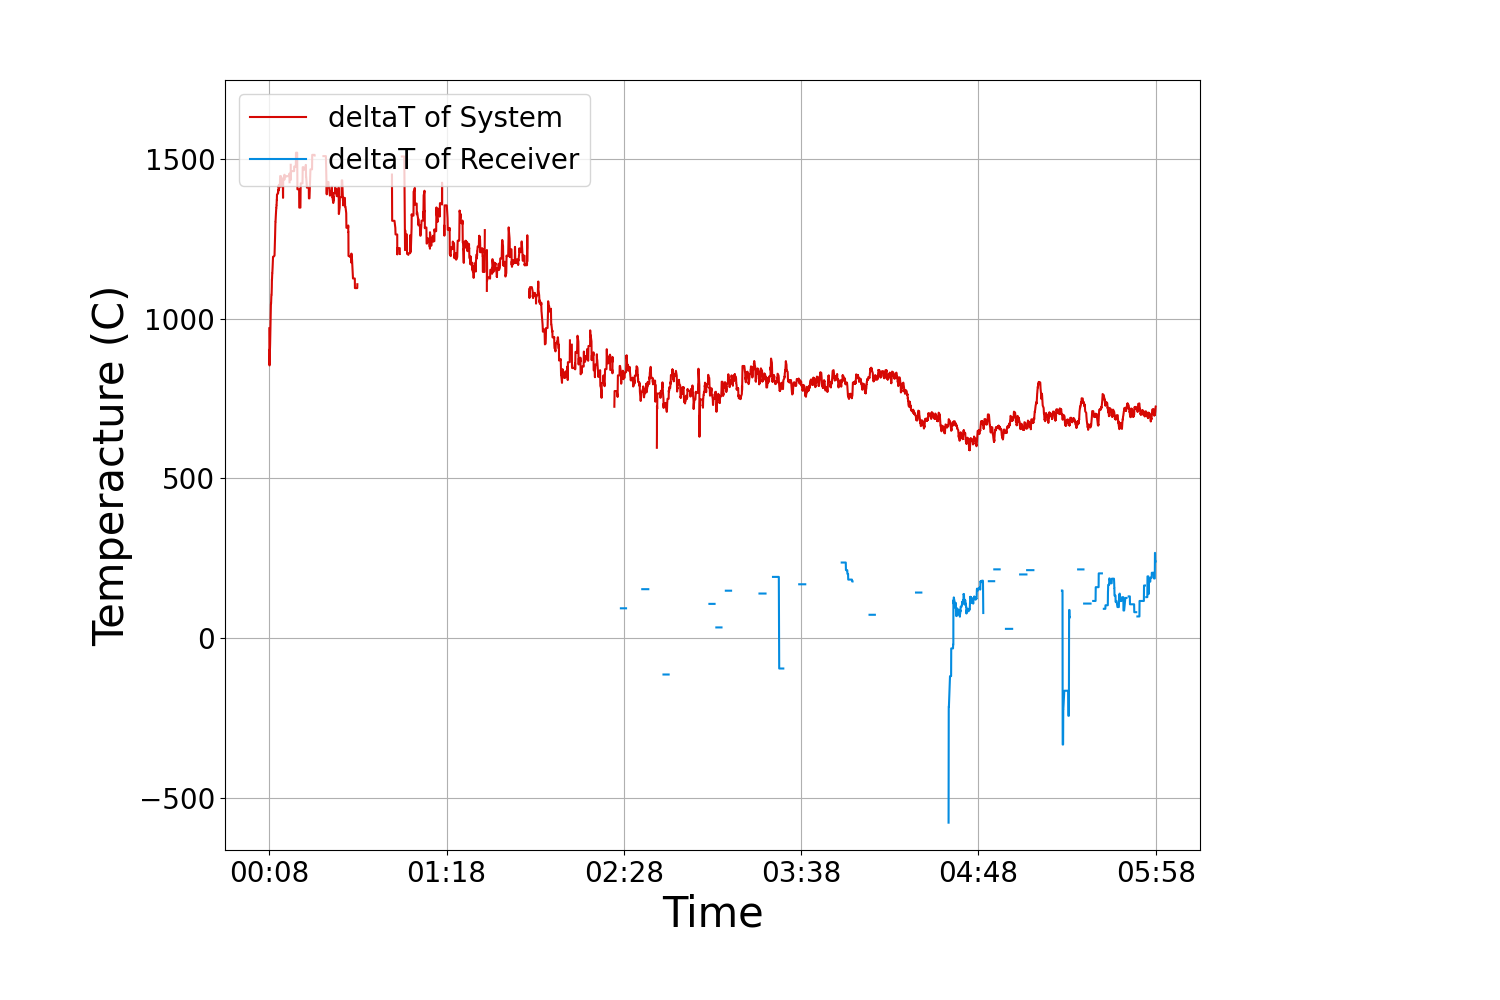 deltaT of System
deltaT of Receiver
Temperacture (C)
1500
1000
500
0
−500
00:08 01:18 02:28 03:38 04:48 05:58
Time